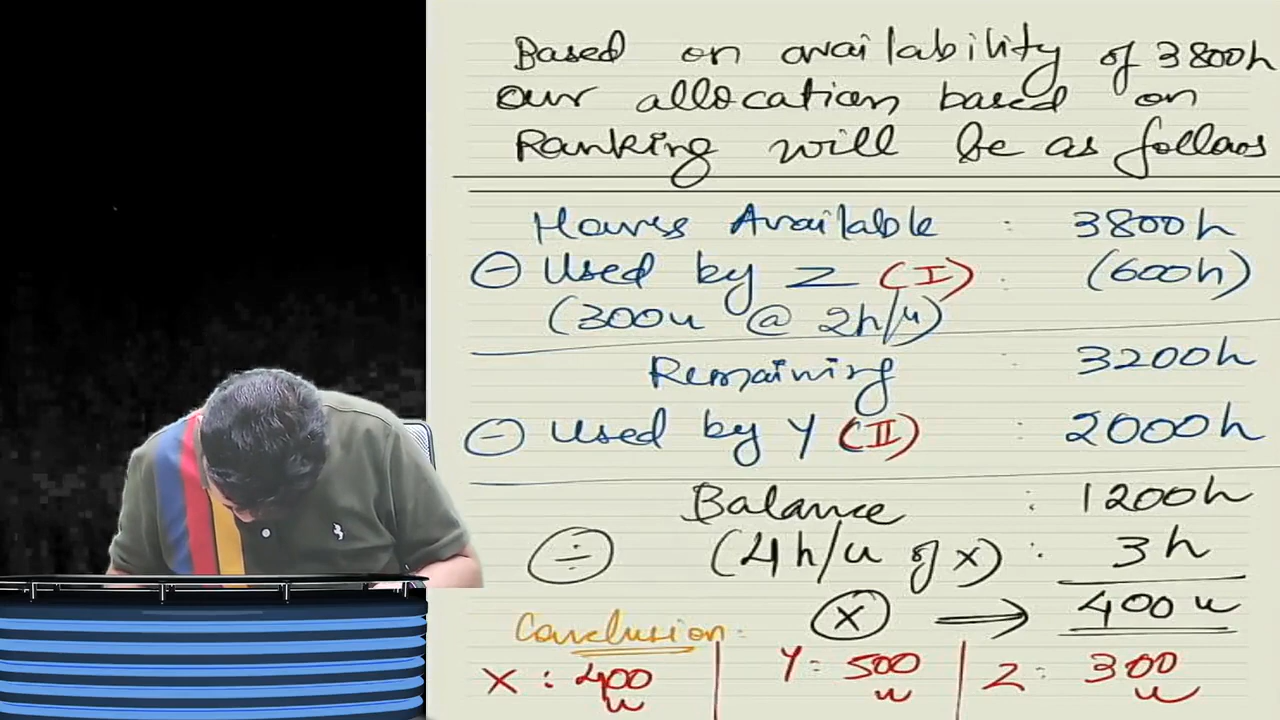 Based on availability of 3800h
our allocation based on
Ranking will be as follows
Hours Available : 3800h
⊖ Used by Z (I) : (600h)
(300u @ 2h/u)
Remaining : 3200h
⊖ Used by Y (II) : 2000h
Balance : 1200h
÷ (4h/u of x) : 3h
X → 400u
Conclusion:
X : 400 u | Y : 500 u | Z : 300 u